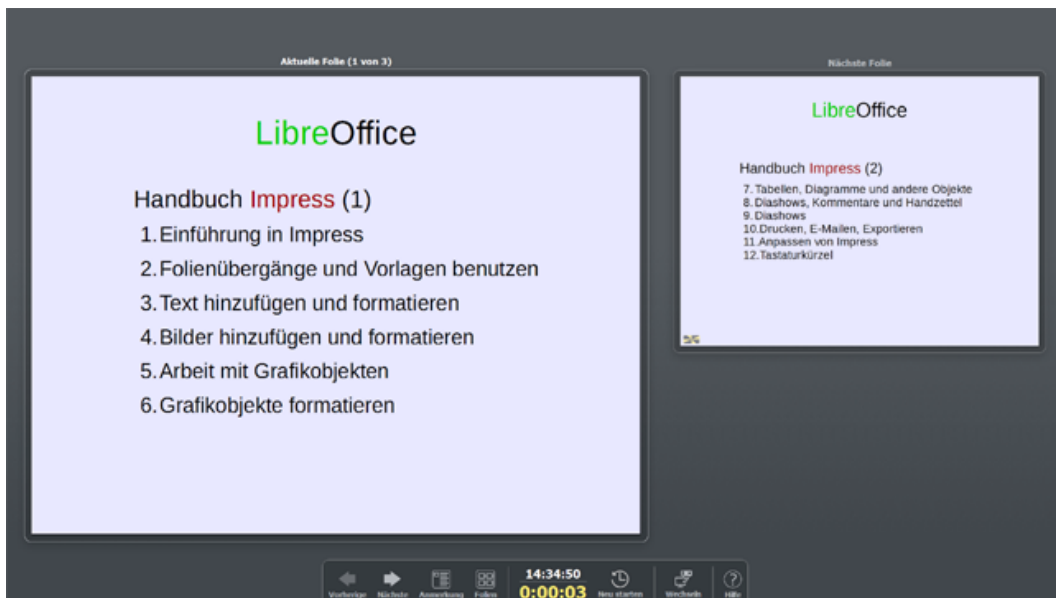 Aktuelle Folie (1 von 3)
LibreOffice
Handbuch Impress (1)
1. Einführung in Impress
2. Folienübergänge und Vorlagen benutzen
3. Text hinzufügen und formatieren
4. Bilder hinzufügen und formatieren
5. Arbeit mit Grafikobjekten
6. Grafikobjekte formatieren
Nächste Folie
LibreOffice
Handbuch Impress (2)
7. Tabellen, Diagramme und andere Objekte
8. Diashows, Kommentare und Handzettel
9. Diashows
10.Drucken, E-Mailen, Exportieren
11.Anpassen von Impress
12.Tastaturkürzel
14:34:50
0:00:03
Vorherige Nächste Anmerkung Folien Neu starten Wechseln Hilfe